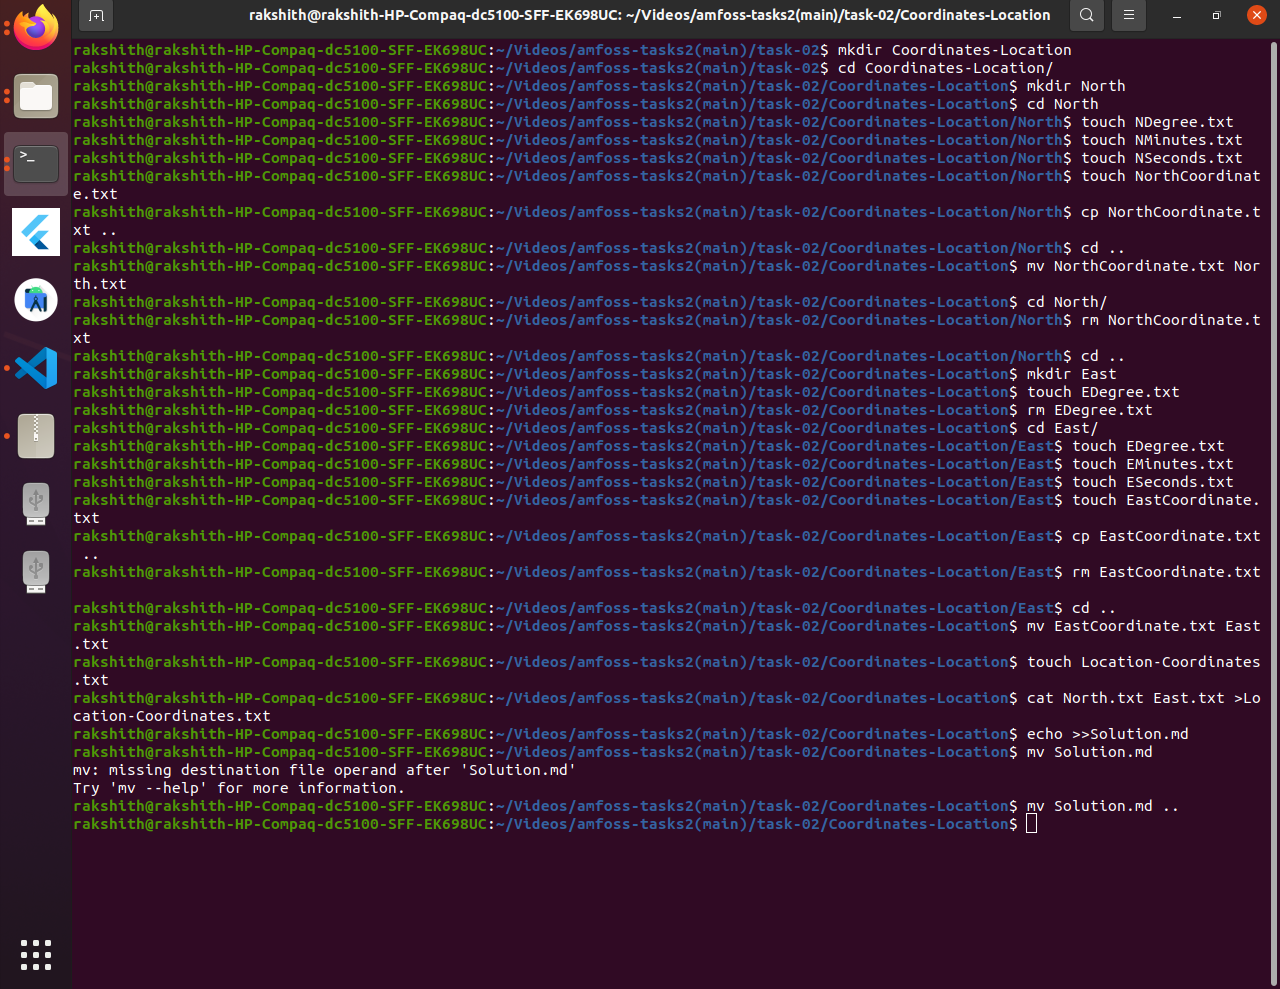 rakshith@rakshith-HP-Compaq-dc5100-SFF-EK698UC: ~/Videos/amfoss-tasks2(main)/task-02/Coordinates-Location
rakshith@rakshith-HP-Compaq-dc5100-SFF-EK698UC:~/Videos/amfoss-tasks2(main)/task-02$ mkdir Coordinates-Location
rakshith@rakshith-HP-Compaq-dc5100-SFF-EK698UC:~/Videos/amfoss-tasks2(main)/task-02$ cd Coordinates-Location/
rakshith@rakshith-HP-Compaq-dc5100-SFF-EK698UC:~/Videos/amfoss-tasks2(main)/task-02/Coordinates-Location$ mkdir North
rakshith@rakshith-HP-Compaq-dc5100-SFF-EK698UC:~/Videos/amfoss-tasks2(main)/task-02/Coordinates-Location$ cd North
rakshith@rakshith-HP-Compaq-dc5100-SFF-EK698UC:~/Videos/amfoss-tasks2(main)/task-02/Coordinates-Location/North$ touch NDegree.txt
rakshith@rakshith-HP-Compaq-dc5100-SFF-EK698UC:~/Videos/amfoss-tasks2(main)/task-02/Coordinates-Location/North$ touch NMinutes.txt
rakshith@rakshith-HP-Compaq-dc5100-SFF-EK698UC:~/Videos/amfoss-tasks2(main)/task-02/Coordinates-Location/North$ touch NSeconds.txt
rakshith@rakshith-HP-Compaq-dc5100-SFF-EK698UC:~/Videos/amfoss-tasks2(main)/task-02/Coordinates-Location/North$ touch NorthCoordinat
e.txt
rakshith@rakshith-HP-Compaq-dc5100-SFF-EK698UC:~/Videos/amfoss-tasks2(main)/task-02/Coordinates-Location/North$ cp NorthCoordinate.t
xt ..
rakshith@rakshith-HP-Compaq-dc5100-SFF-EK698UC:~/Videos/amfoss-tasks2(main)/task-02/Coordinates-Location/North$ cd ..
rakshith@rakshith-HP-Compaq-dc5100-SFF-EK698UC:~/Videos/amfoss-tasks2(main)/task-02/Coordinates-Location$ mv NorthCoordinate.txt Nor
th.txt
rakshith@rakshith-HP-Compaq-dc5100-SFF-EK698UC:~/Videos/amfoss-tasks2(main)/task-02/Coordinates-Location$ cd North/
rakshith@rakshith-HP-Compaq-dc5100-SFF-EK698UC:~/Videos/amfoss-tasks2(main)/task-02/Coordinates-Location/North$ rm NorthCoordinate.t
xt
rakshith@rakshith-HP-Compaq-dc5100-SFF-EK698UC:~/Videos/amfoss-tasks2(main)/task-02/Coordinates-Location/North$ cd ..
rakshith@rakshith-HP-Compaq-dc5100-SFF-EK698UC:~/Videos/amfoss-tasks2(main)/task-02/Coordinates-Location$ mkdir East
rakshith@rakshith-HP-Compaq-dc5100-SFF-EK698UC:~/Videos/amfoss-tasks2(main)/task-02/Coordinates-Location$ touch EDegree.txt
rakshith@rakshith-HP-Compaq-dc5100-SFF-EK698UC:~/Videos/amfoss-tasks2(main)/task-02/Coordinates-Location$ rm EDegree.txt
rakshith@rakshith-HP-Compaq-dc5100-SFF-EK698UC:~/Videos/amfoss-tasks2(main)/task-02/Coordinates-Location$ cd East/
rakshith@rakshith-HP-Compaq-dc5100-SFF-EK698UC:~/Videos/amfoss-tasks2(main)/task-02/Coordinates-Location/East$ touch EDegree.txt
rakshith@rakshith-HP-Compaq-dc5100-SFF-EK698UC:~/Videos/amfoss-tasks2(main)/task-02/Coordinates-Location/East$ touch EMinutes.txt
rakshith@rakshith-HP-Compaq-dc5100-SFF-EK698UC:~/Videos/amfoss-tasks2(main)/task-02/Coordinates-Location/East$ touch ESeconds.txt
rakshith@rakshith-HP-Compaq-dc5100-SFF-EK698UC:~/Videos/amfoss-tasks2(main)/task-02/Coordinates-Location/East$ touch EastCoordinate.
txt
rakshith@rakshith-HP-Compaq-dc5100-SFF-EK698UC:~/Videos/amfoss-tasks2(main)/task-02/Coordinates-Location/East$ cp EastCoordinate.txt
 ..
rakshith@rakshith-HP-Compaq-dc5100-SFF-EK698UC:~/Videos/amfoss-tasks2(main)/task-02/Coordinates-Location/East$ rm EastCoordinate.txt
rakshith@rakshith-HP-Compaq-dc5100-SFF-EK698UC:~/Videos/amfoss-tasks2(main)/task-02/Coordinates-Location/East$ cd ..
rakshith@rakshith-HP-Compaq-dc5100-SFF-EK698UC:~/Videos/amfoss-tasks2(main)/task-02/Coordinates-Location$ mv EastCoordinate.txt East
.txt
rakshith@rakshith-HP-Compaq-dc5100-SFF-EK698UC:~/Videos/amfoss-tasks2(main)/task-02/Coordinates-Location$ touch Location-Coordinates
.txt
rakshith@rakshith-HP-Compaq-dc5100-SFF-EK698UC:~/Videos/amfoss-tasks2(main)/task-02/Coordinates-Location$ cat North.txt East.txt >Lo
cation-Coordinates.txt
rakshith@rakshith-HP-Compaq-dc5100-SFF-EK698UC:~/Videos/amfoss-tasks2(main)/task-02/Coordinates-Location$ echo >>Solution.md
rakshith@rakshith-HP-Compaq-dc5100-SFF-EK698UC:~/Videos/amfoss-tasks2(main)/task-02/Coordinates-Location$ mv Solution.md
mv: missing destination file operand after 'Solution.md'
Try 'mv --help' for more information.
rakshith@rakshith-HP-Compaq-dc5100-SFF-EK698UC:~/Videos/amfoss-tasks2(main)/task-02/Coordinates-Location$ mv Solution.md ..
rakshith@rakshith-HP-Compaq-dc5100-SFF-EK698UC:~/Videos/amfoss-tasks2(main)/task-02/Coordinates-Location$